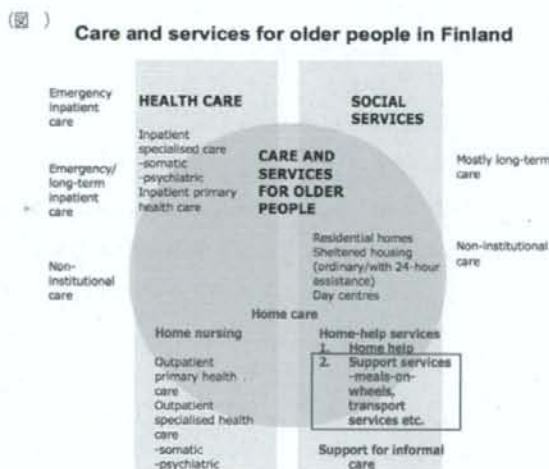 (図 )
Care and services for older people in Finland
Emergency
inpatient
care
HEALTH CARE
SOCIAL
SERVICES
Inpatient
specialised care
-somatic
-psychiatric
Inpatient primary
health care
CARE AND
SERVICES
FOR OLDER
PEOPLE
Emergency/
long-term
inpatient
care
Mostly long-term
care
Residential homes
Sheltered housing
(ordinary/with 24-hour
assistance)
Day centres
Non-institutional
care
Non-
institutional
care
Home care
Home nursing
Outpatient
primary health
care
Outpatient
specialised health
care
-somatic
-psychiatric
Home-help services
1. Home help
2. Support services
-meals-on-
wheels,
transport
services etc.
Support for informal
care